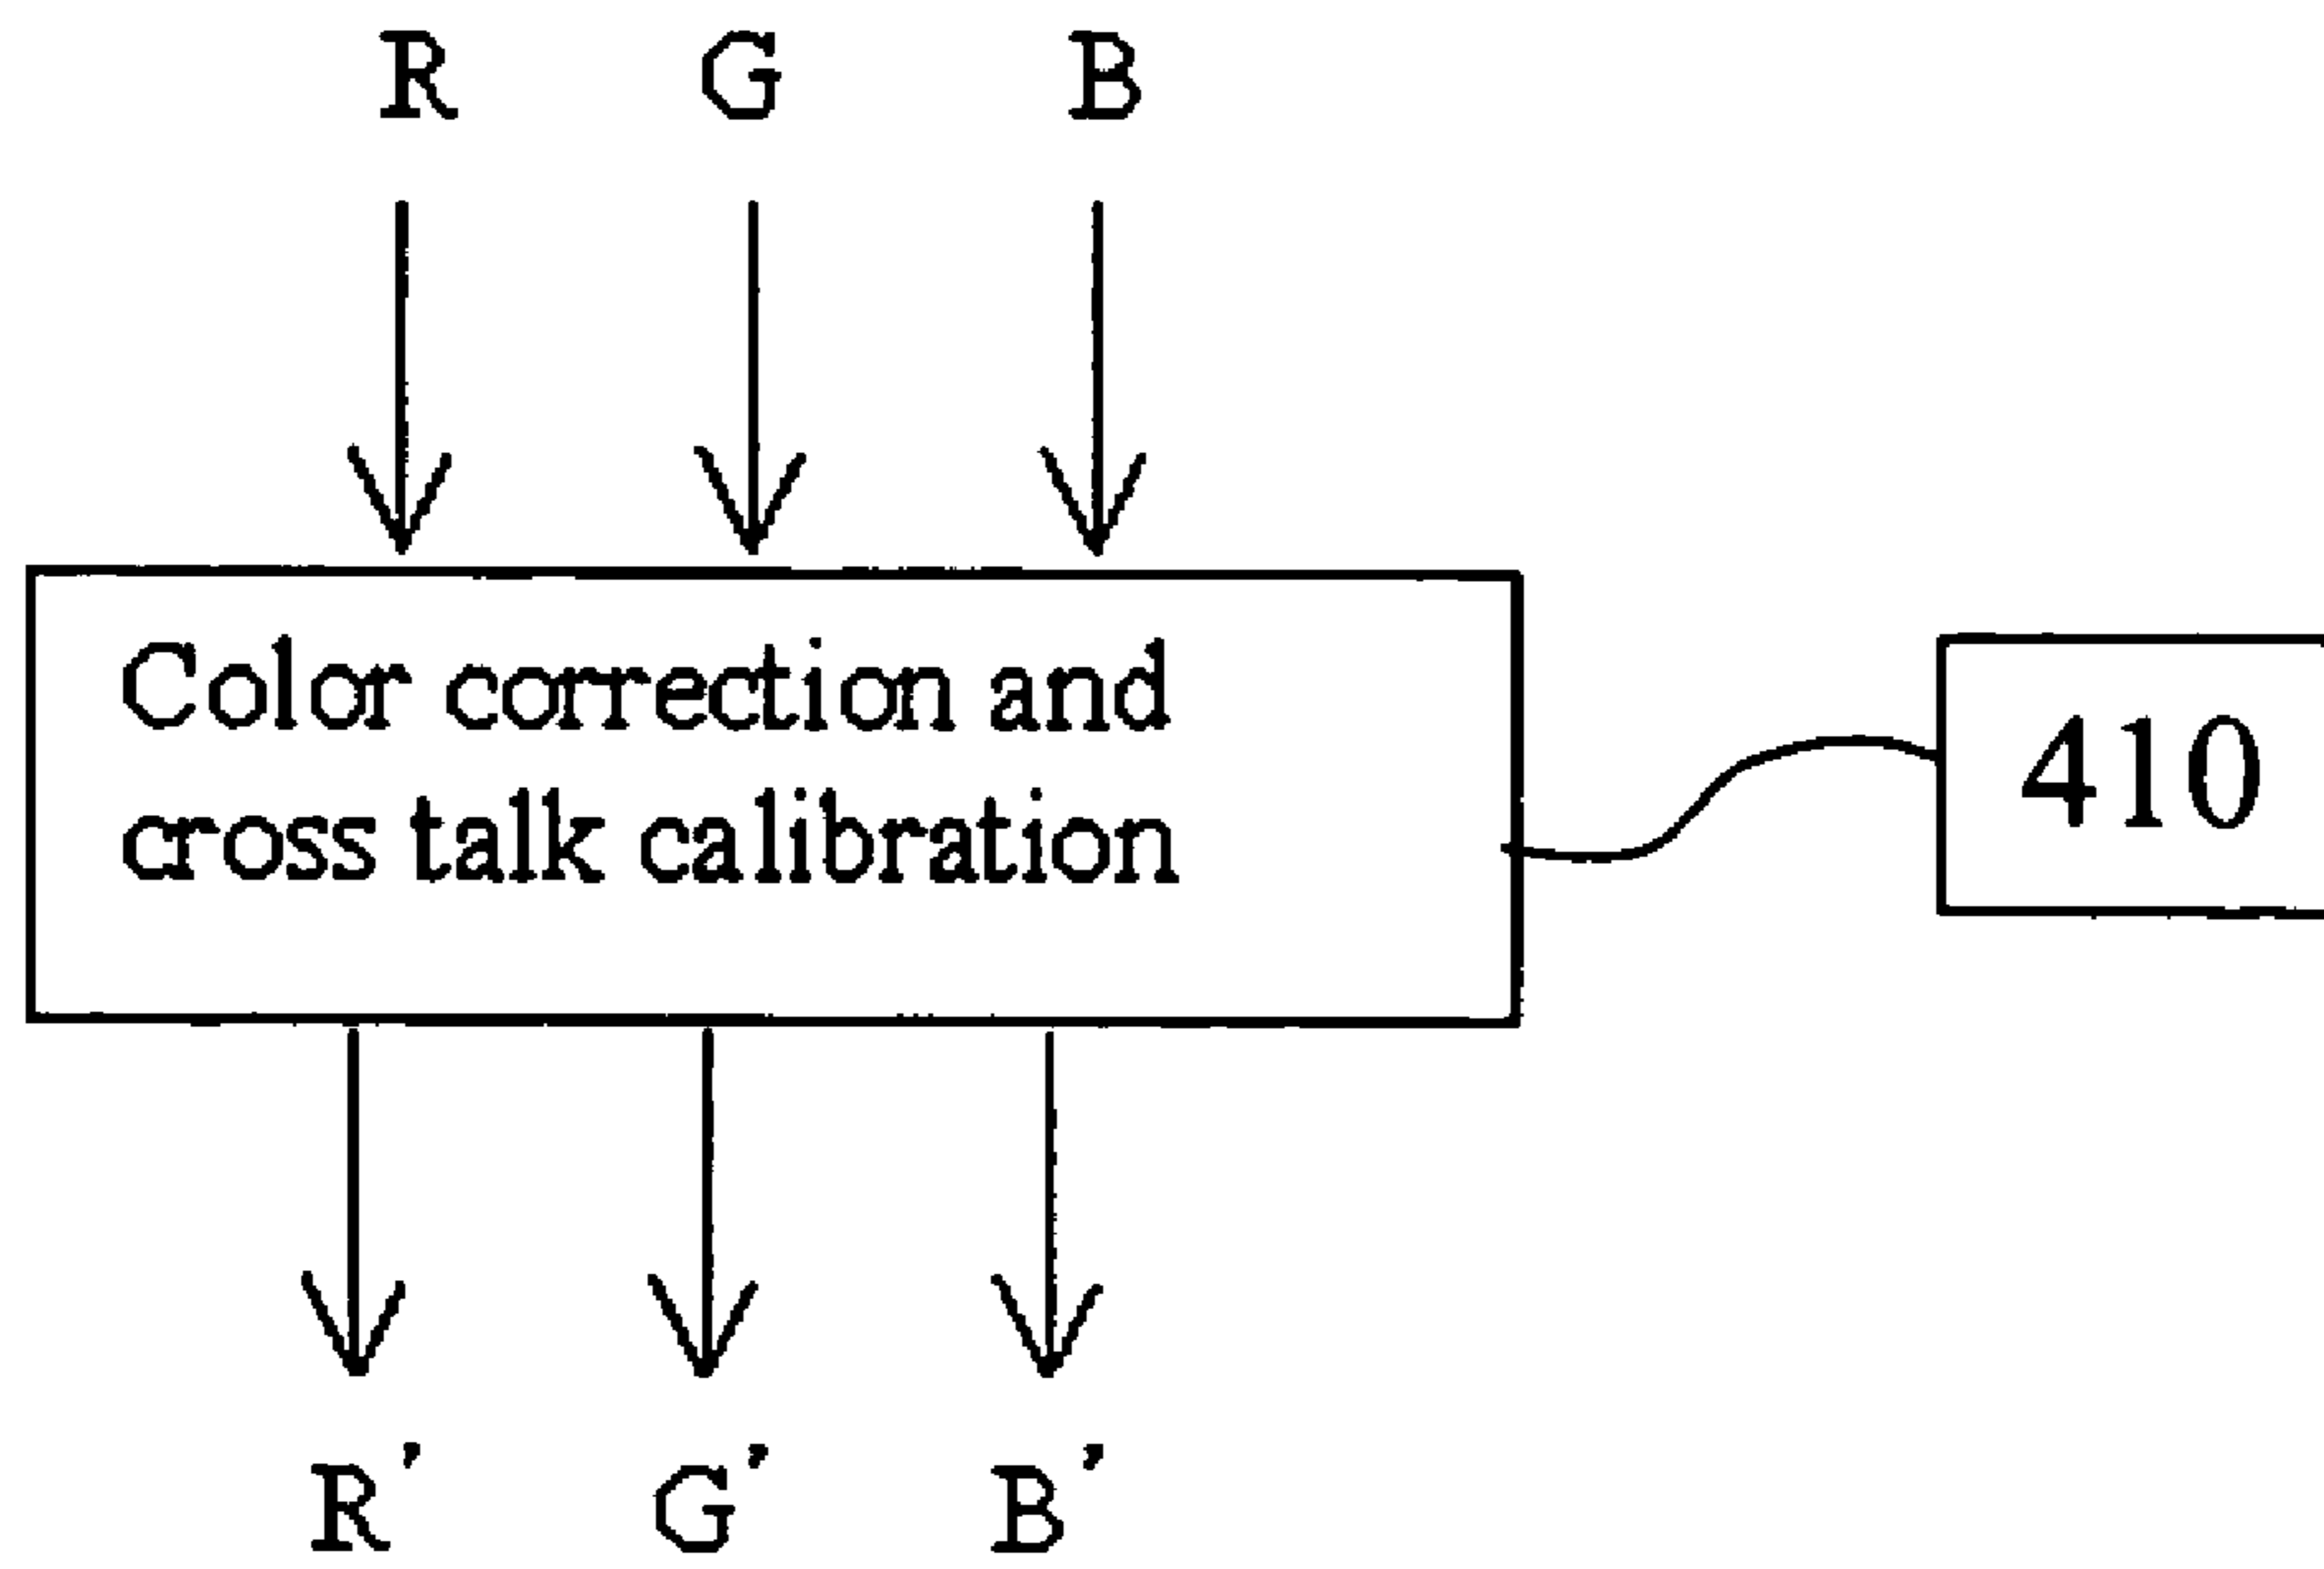 R G B
Color correction and
cross talk calibration
410
R' G' B'